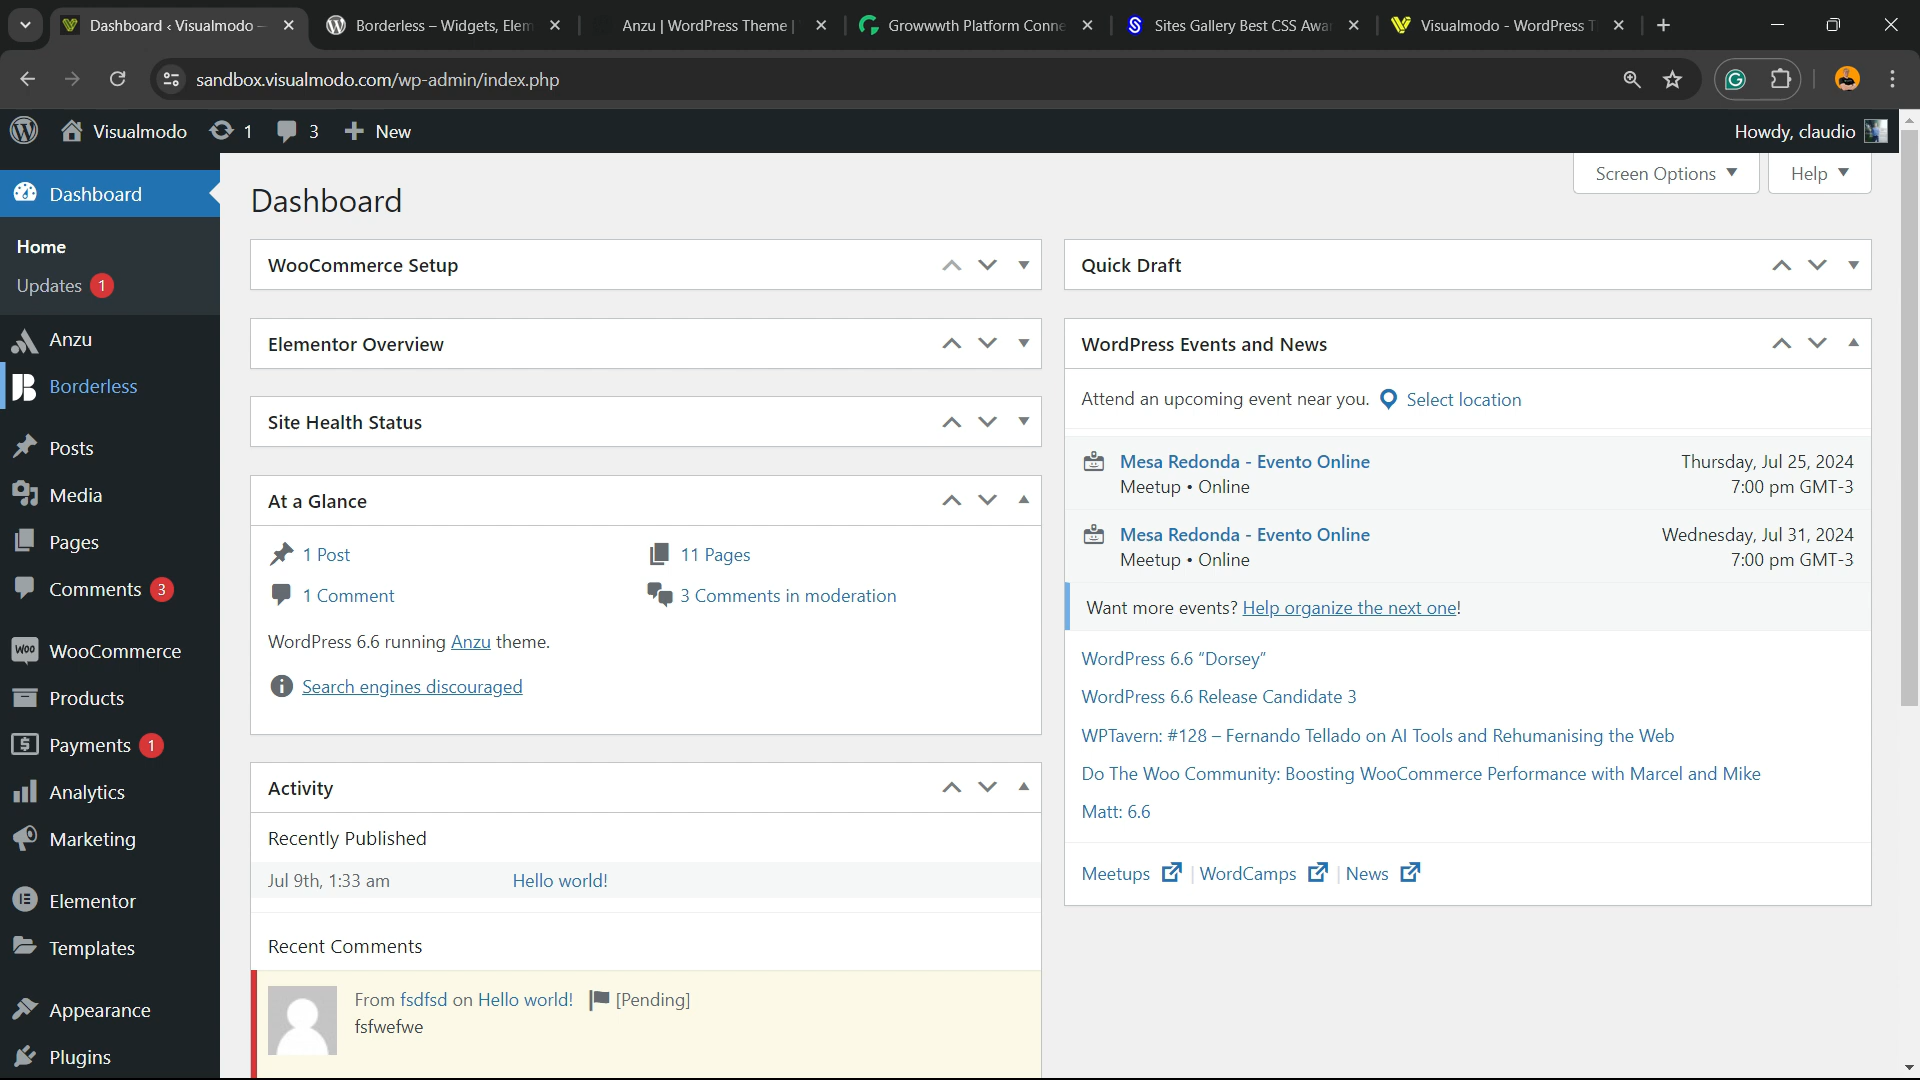 Dashboard ‹ Visualmodo –
Borderless – Widgets, Elem
Anzu | WordPress Theme |
Growwwth Platform Conne
Sites Gallery Best CSS Awa
Visualmodo - WordPress T
sandbox.visualmodo.com/wp-admin/index.php
Visualmodo 1 3 New
Howdy, claudio
Dashboard
Home
Updates 1
Anzu
Borderless
Posts
Media
Pages
Comments 3
WooCommerce
Products
Payments 1
Analytics
Marketing
Elementor
Templates
Appearance
Plugins
Screen Options
Help
Dashboard
WooCommerce Setup
Elementor Overview
Site Health Status
At a Glance
1 Post
11 Pages
1 Comment
3 Comments in moderation
WordPress 6.6 running Anzu theme.
Search engines discouraged
Activity
Recently Published
Jul 9th, 1:33 am Hello world!
Recent Comments
From fsdfsd on Hello world! [Pending]
fsfwefwe
Quick Draft
WordPress Events and News
Attend an upcoming event near you. Select location
Mesa Redonda - Evento Online
Meetup • Online
Thursday, Jul 25, 2024
7:00 pm GMT-3
Mesa Redonda - Evento Online
Meetup • Online
Wednesday, Jul 31, 2024
7:00 pm GMT-3
Want more events? Help organize the next one!
WordPress 6.6 “Dorsey”
WordPress 6.6 Release Candidate 3
WPTavern: #128 – Fernando Tellado on AI Tools and Rehumanising the Web
Do The Woo Community: Boosting WooCommerce Performance with Marcel and Mike
Matt: 6.6
Meetups | WordCamps | News